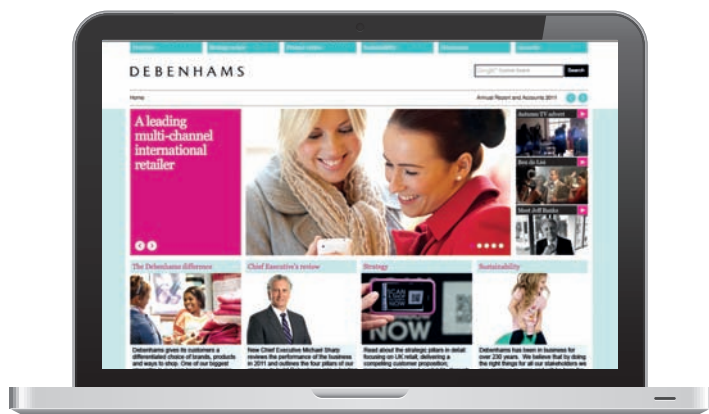 DEBENHAMS
Search
Home
Annual Report and Accounts 2011
A leading
multi-channel
international
retailer
Autumn TV advert
Ben de Lisi
Meet Jeff Banks
The Debenhams difference
Debenhams gives its customers a
differentiated choice of brands, products
and ways to shop. One of our biggest
Chief Executive's review
New Chief Executive Michael Sharp
reviews the performance of the business
in 2011 and outlines the four pillars of our
Strategy
SCAN
& SHOP
NOW
NOW
Read about the strategic pillars in detail:
focusing on UK retail, delivering a
compelling customer proposition,
Sustainability
Debenhams has been in business for
over 230 years. We believe that by doing
the right things for all our stakeholders we